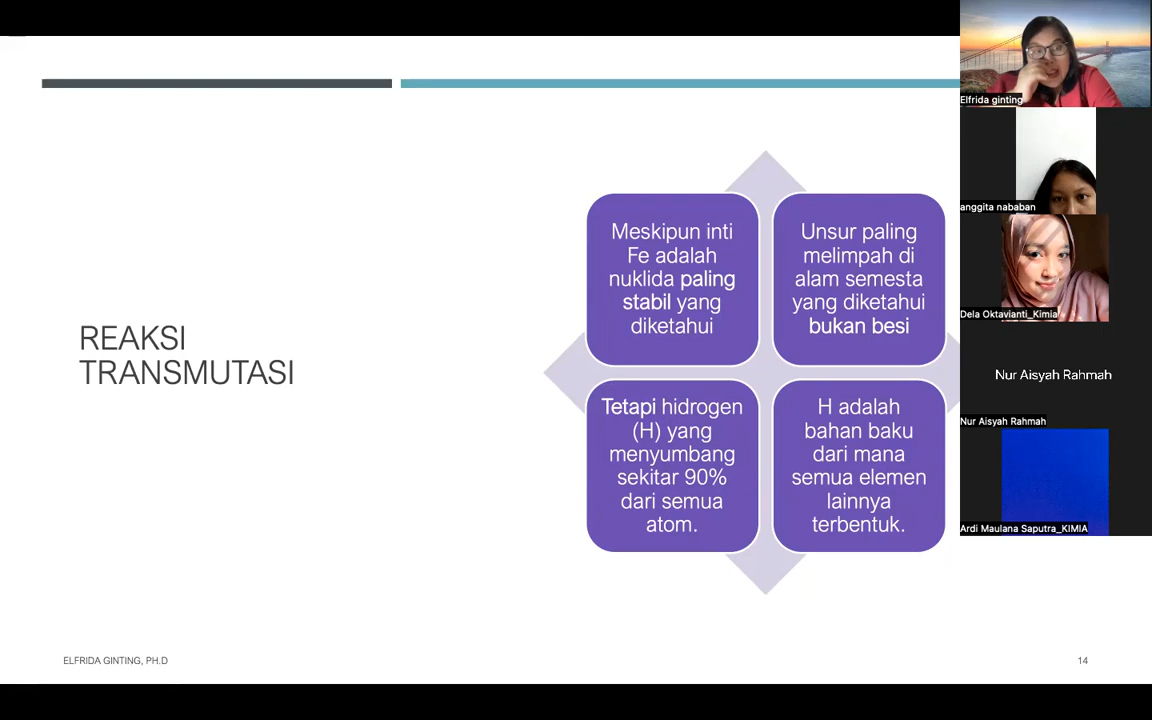 REAKSI
TRANSMUTASI
Meskipun inti
Fe adalah
nuklida paling
stabil yang
diketahui
Unsur paling
melimpah di
alam semesta
yang diketahui
bukan besi
Tetapi hidrogen
(H) yang
menyumbang
sekitar 90%
dari semua
atom.
H adalah
bahan baku
dari mana
semua elemen
lainnya
terbentuk.
ELFRIDA GINTING, PH.D
14
Elfrida ginting
anggita nababan
Dela Oktavianti_Kimia
Nur Aisyah Rahmah
Nur Aisyah Rahmah
Ardi Maulana Saputra_KIMIA